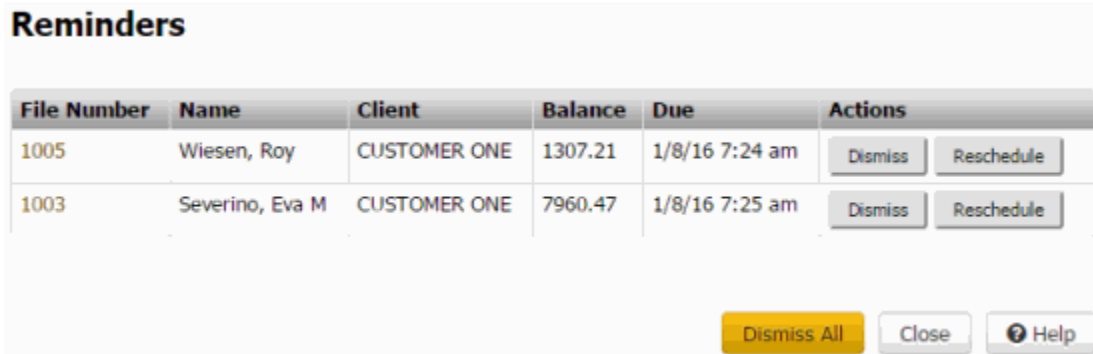 Reminders
File Number Name Client Balance Due Actions
1005 Wiesen, Roy CUSTOMER ONE 1307.21 1/8/16 7:24 am Dismiss Reschedule
1003 Severino, Eva M CUSTOMER ONE 7960.47 1/8/16 7:25 am Dismiss Reschedule
Dismiss All Close Help